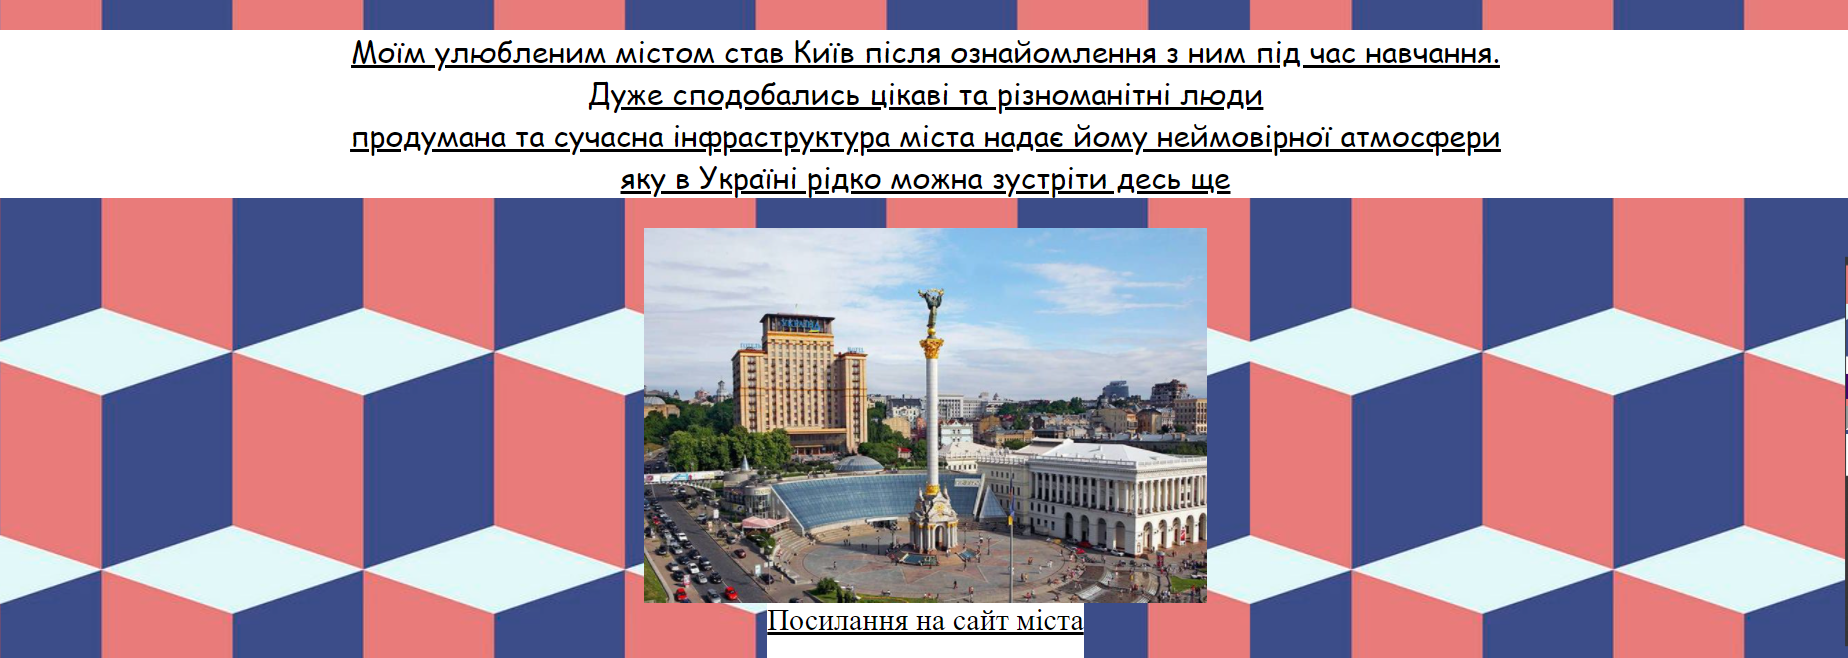 Моїм улюбленим містом став Київ після ознайомлення з ним під час навчання.
Дуже сподобались цікаві та різноманітні люди
продумана та сучасна інфраструктура міста надає йому неймовірної атмосфери
яку в Україні рідко можна зустріти десь ще
УКРАЇНА
Посилання на сайт міста